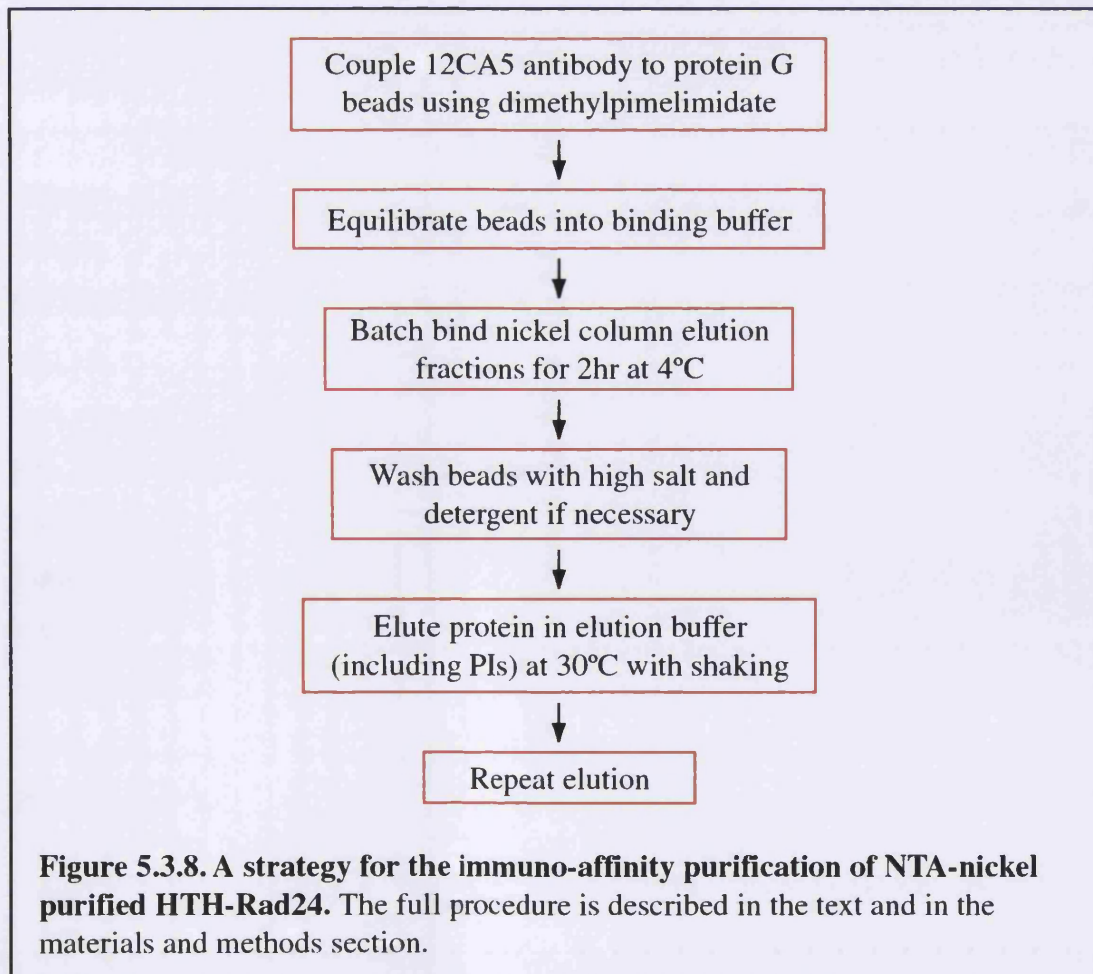 Couple 12CA5 antibody to protein G
beads using dimethylpimelimidate
Equilibrate beads into binding buffer
Batch bind nickel column elution
fractions for 2hr at 4ºC
Wash beads with high salt and
detergent if necessary
Elute protein in elution buffer
(including PIs) at 30ºC with shaking
Repeat elution
Figure 5.3.8. A strategy for the immuno-affinity purification of NTA-nickel
purified HTH-Rad24. The full procedure is described in the text and in the
materials and methods section.